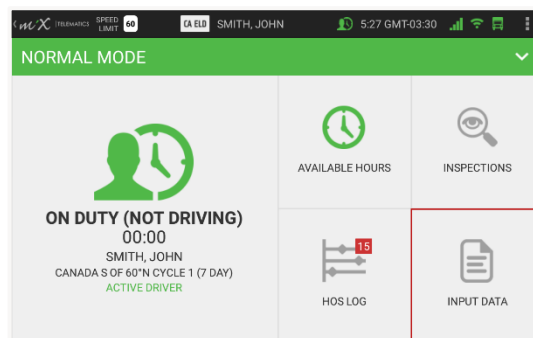 mix TELEMATICS SPEED LIMIT 60 CA ELD SMITH, JOHN 5:27 GMT-03:30
NORMAL MODE
ON DUTY (NOT DRIVING)
00:00
SMITH, JOHN
CANADA S OF 60°N CYCLE 1 (7 DAY)
ACTIVE DRIVER
AVAILABLE HOURS
INSPECTIONS
15
HOS LOG
INPUT DATA